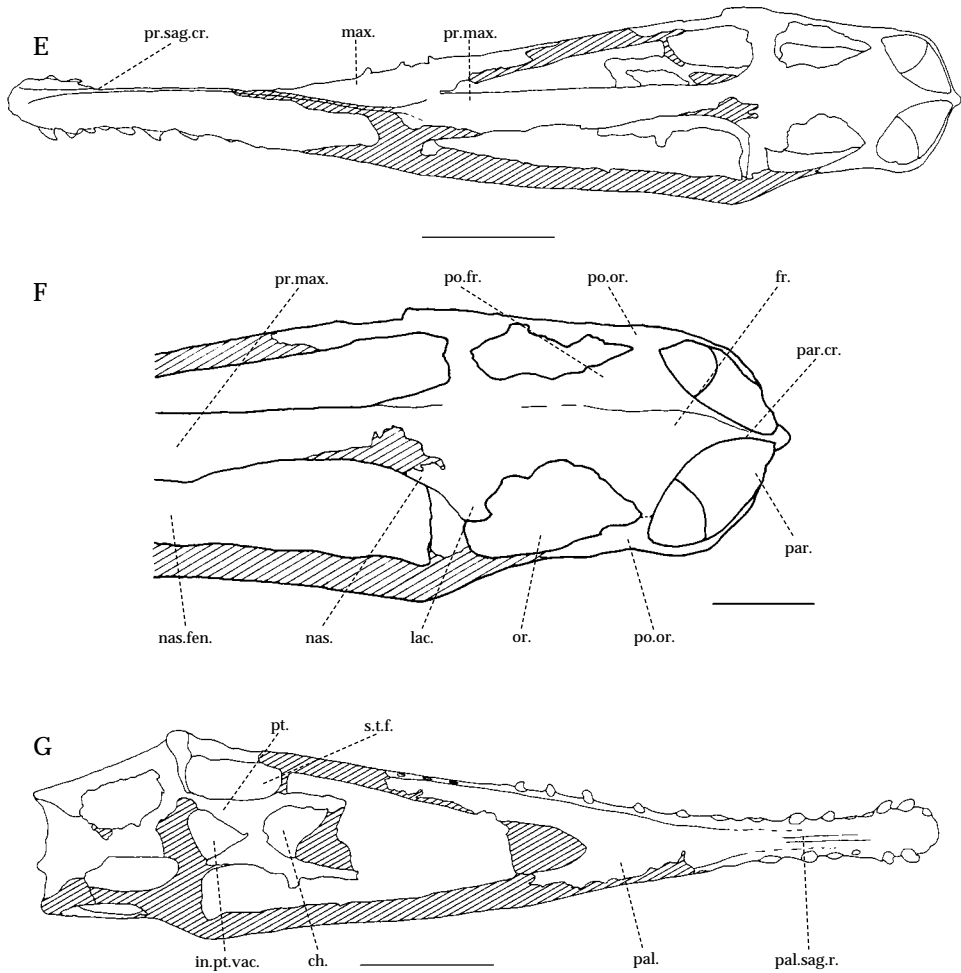 E
pr.sag.cr.
max.
pr.max.
F
pr.max.
po.fr.
po.or.
fr.
par.cr.
par.
nas.fen.
nas.
lac.
or.
po.or.
G
pt.
s.t.f.
in.pt.vac.
ch.
pal.
pal.sag.r.